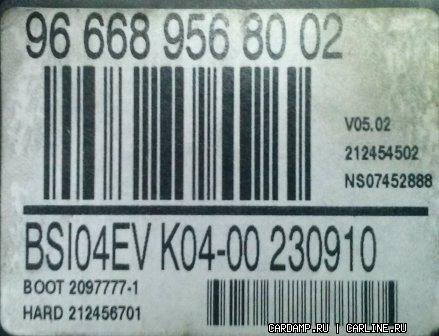 96 668 956 80 02
V05.02
212454502
NS07452888
BSI04EV K04-00 230910
BOOT 2097777-1
HARD 212456701
CARDAMP.RU | CARLINE.RU